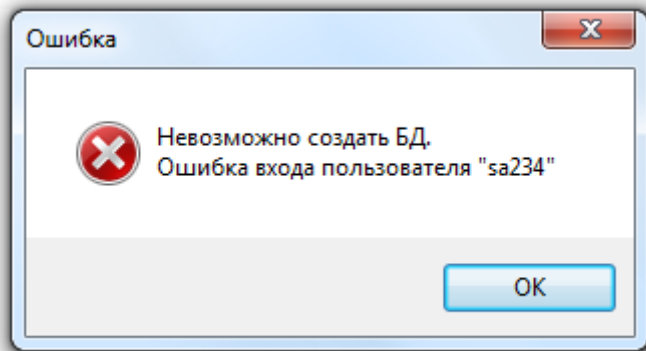 Ошибка
Невозможно создать БД.
Ошибка входа пользователя "sa234"
OK